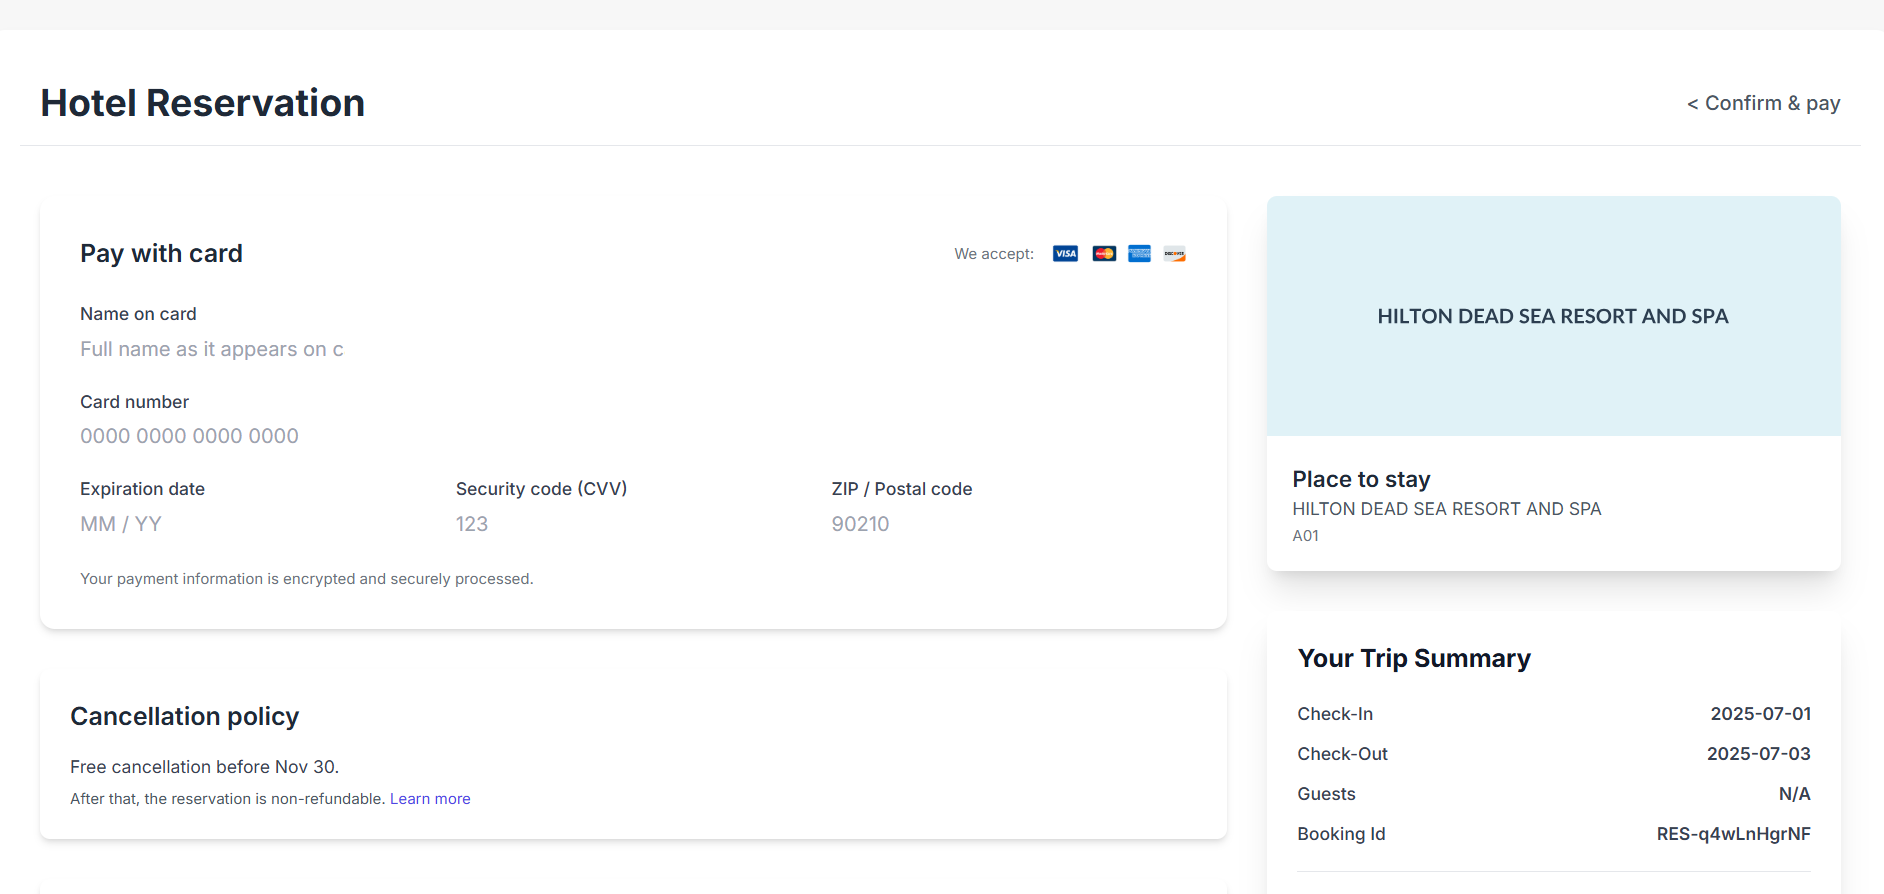 Hotel Reservation
< Confirm & pay
Pay with card
We accept: VISA
DISCOVER
Name on card
Full name as it appears on c
Card number
0000 0000 0000 0000
Expiration date
Security code (CVV)
ZIP / Postal code
MM / YY
123
90210
Your payment information is encrypted and securely processed.
Cancellation policy
Free cancellation before Nov 30.
After that, the reservation is non-refundable. Learn more
HILTON DEAD SEA RESORT AND SPA
Place to stay
HILTON DEAD SEA RESORT AND SPA
A01
Your Trip Summary
Check-In 2025-07-01
Check-Out 2025-07-03
Guests N/A
Booking Id RES-q4wLnHgrNF